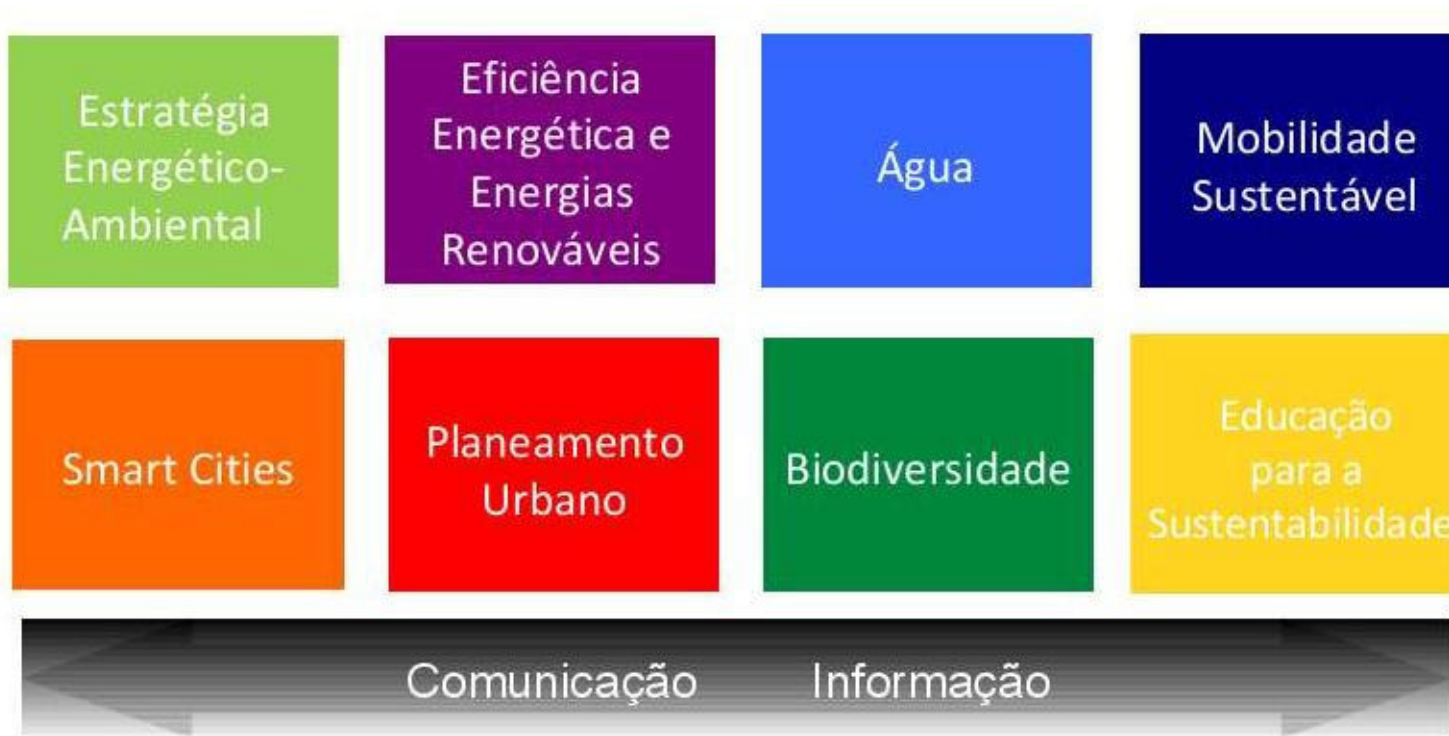 Estratégia
Energético-
Ambiental
Eficiência
Energética e
Energias
Renováveis
Água
Mobilidade
Sustentável
Smart Cities
Planeamento
Urbano
Biodiversidade
Educação
para a
Sustentabilidade
Comunicação Informação